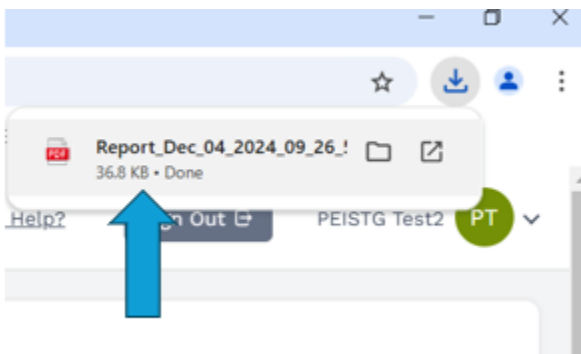 PDF
Report_Dec_04_2024_09_26_
36.8 KB • Done
Help?
Out
PEISTG Test2
PT